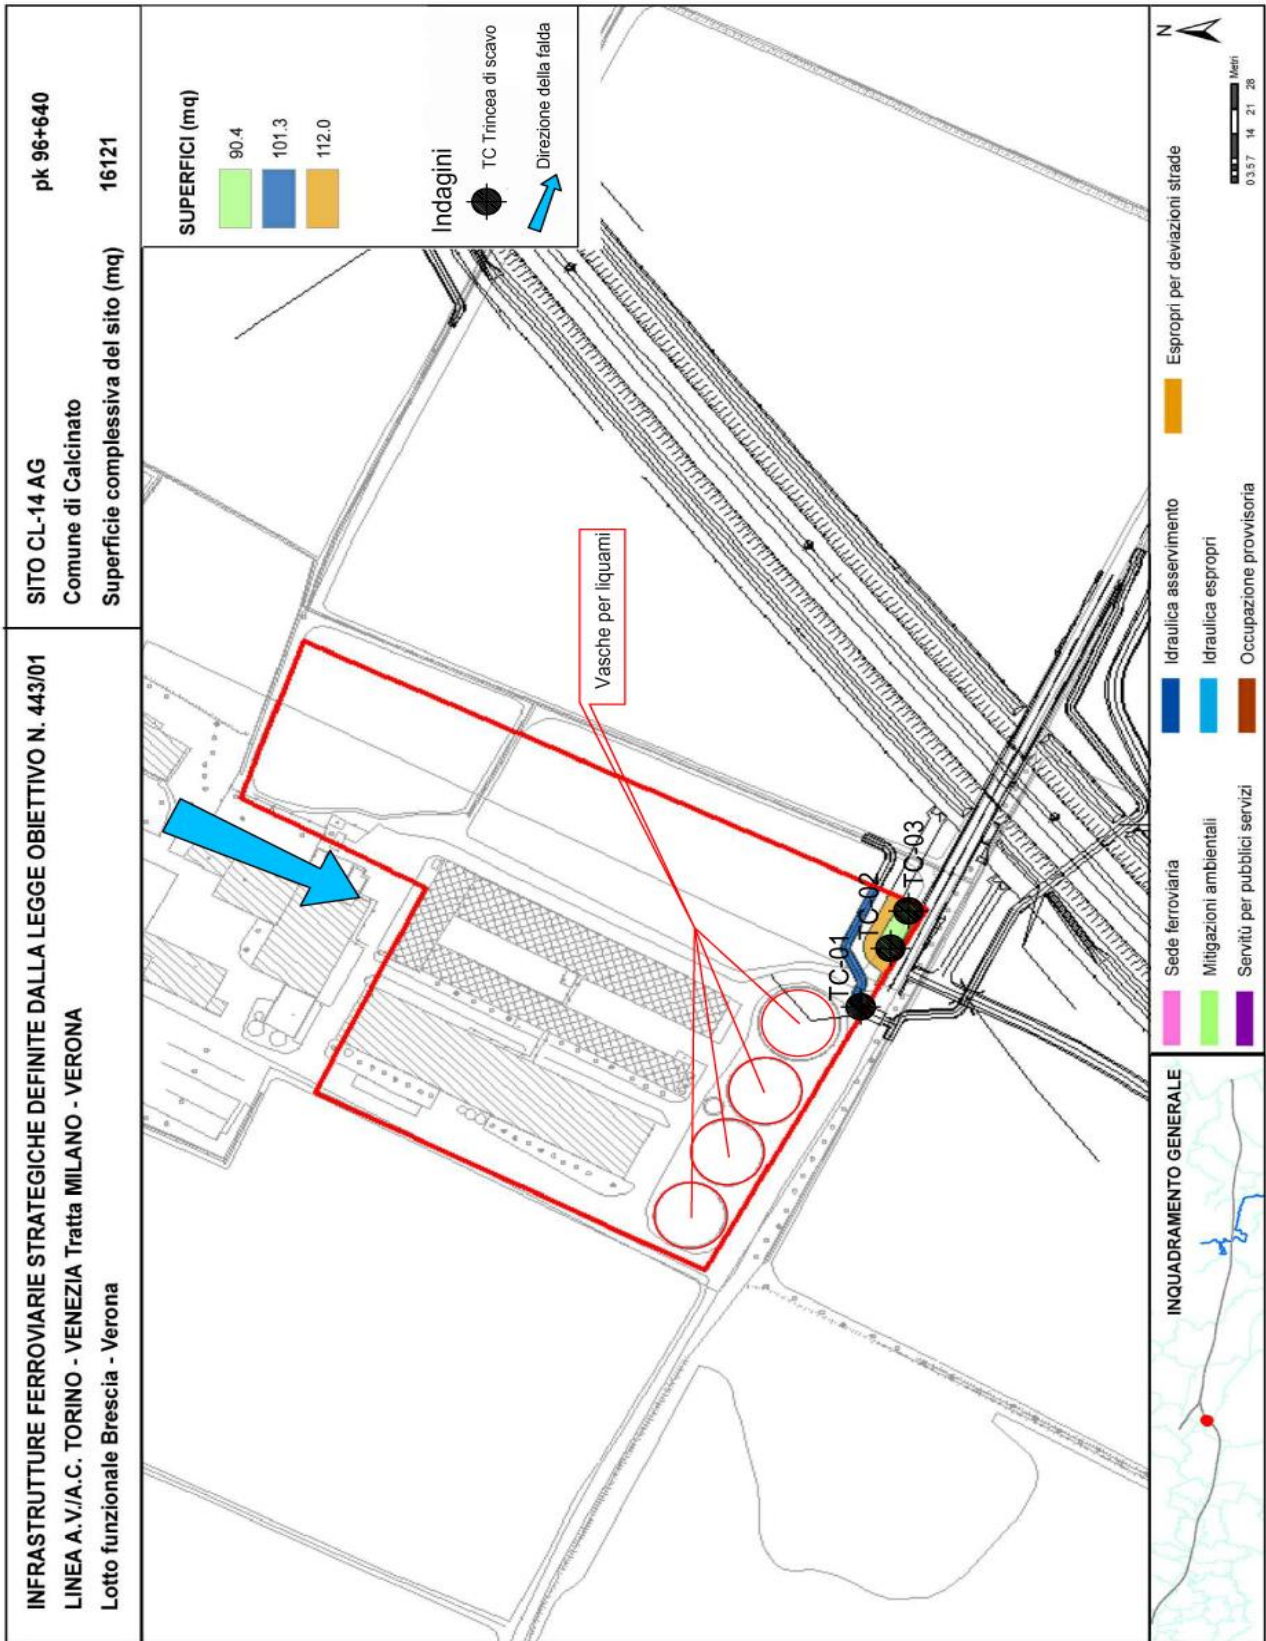 INFRASTRUTTURE FERROVIARIE STRATEGICHE DEFINITE DALLA LEGGE OBIETTIVO N. 443/01
LINEA A.V./A.C. TORINO - VENEZIA Tratta MILANO - VERONA
Lotto funzionale Brescia - Verona
SITO CL-14 AG
pk 96+640
Comune di Calcinato
Superficie complessiva del sito (mq)
16121
SUPERFICI (mq)
90.4
101.3
112.0
Indagini
TC Trincea di scavo
Direzione della falda
Vasche per liquami
TC-01
TC-02
TC-03
INQUADRAMENTO GENERALE
Sede ferroviaria
Mitigazioni ambientali
Servitù per pubblici servizi
Idraulica asservimento
Idraulica espropri
Occupazione provvisoria
Espropri per deviazioni strade
N
Metri
0 3.5 7 14 21 28